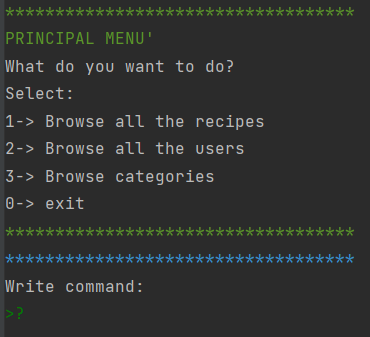 ***********************************
PRINCIPAL MENU'
What do you want to do?
Select:
1-> Browse all the recipes
2-> Browse all the users
3-> Browse categories
0-> exit
***********************************
***********************************
Write command:
>?